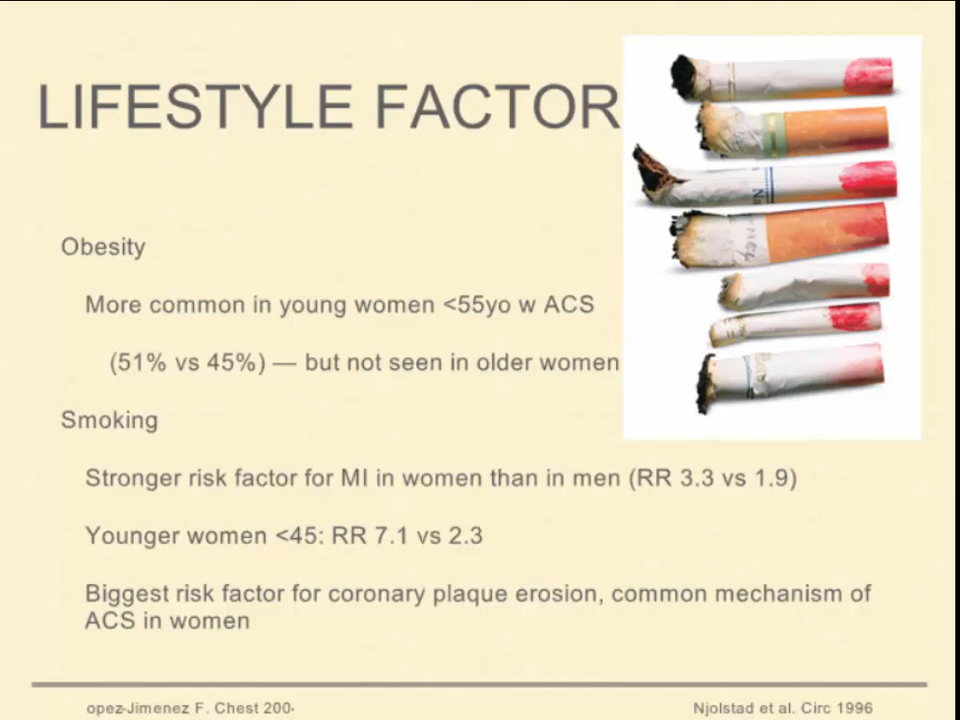 LIFESTYLE FACTOR
Obesity
More common in young women <55yo w ACS
(51% vs 45%) — but not seen in older women
Smoking
Stronger risk factor for MI in women than in men (RR 3.3 vs 1.9)
Younger women <45: RR 7.1 vs 2.3
Biggest risk factor for coronary plaque erosion, common mechanism of
ACS in women
opez-Jimenez F. Chest 200
Njolstad et al. Circ 1996